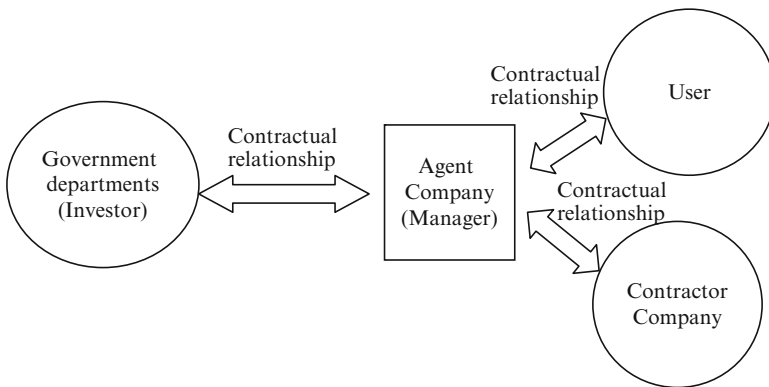 Government
departments
(Investor)
Contractual
relationship
Agent
Company
(Manager)
Contractual
relationship
User
Contractual
relationship
Contractor
Company